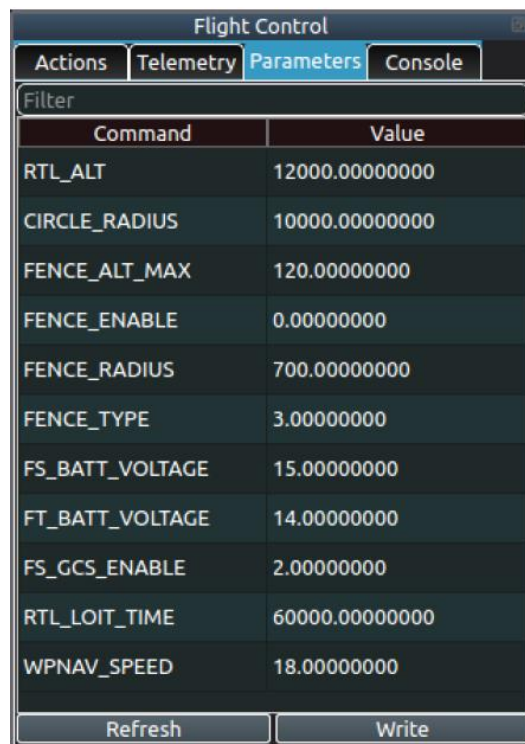 Flight Control
Actions Telemetry Parameters Console
Filter
Command Value
RTL_ALT 12000.00000000
CIRCLE_RADIUS 10000.00000000
FENCE_ALT_MAX 120.00000000
FENCE_ENABLE 0.00000000
FENCE_RADIUS 700.00000000
FENCE_TYPE 3.00000000
FS_BATT_VOLTAGE 15.00000000
FT_BATT_VOLTAGE 14.00000000
FS_GCS_ENABLE 2.00000000
RTL_LOIT_TIME 60000.00000000
WPNAV_SPEED 18.00000000
Refresh Write